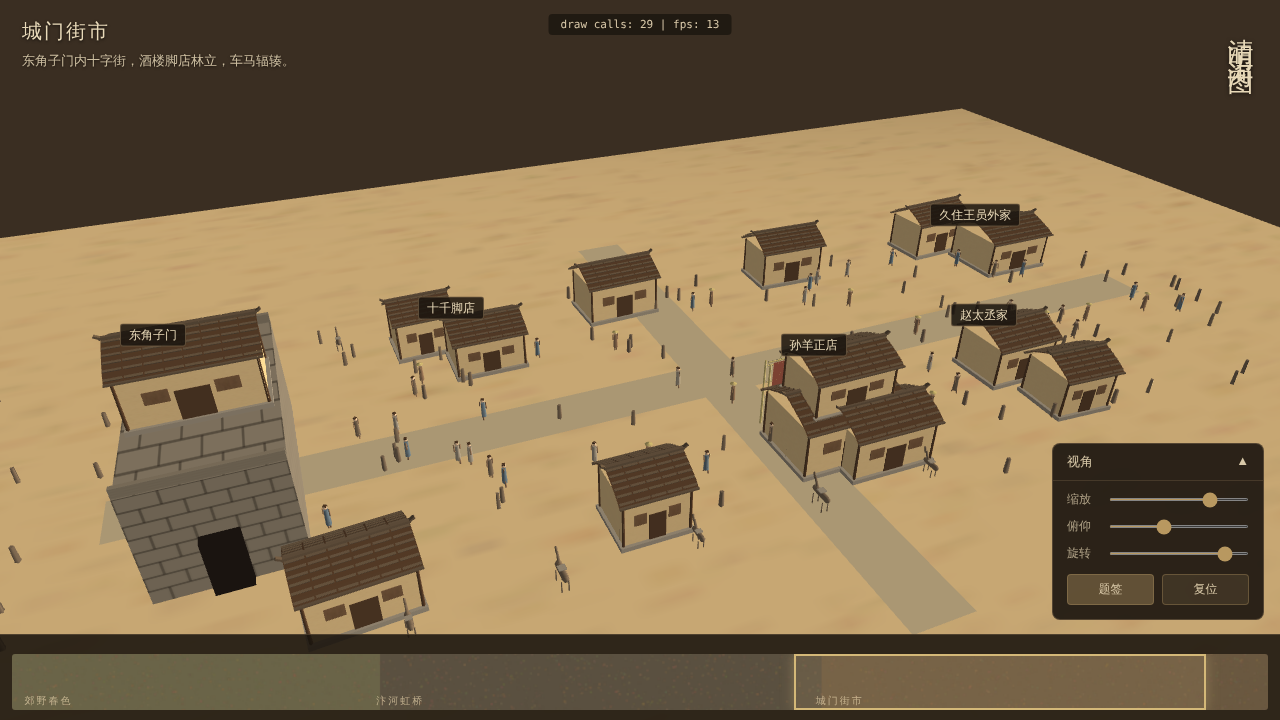 城门街市
东角子门内十字街，酒楼脚店林立，车马辐辏。
draw calls: 29 | fps: 13
清明上河图
久住王员外家
十千脚店
赵太丞家
东角子门
孙羊正店
视角 ▲
缩放
俯仰
旋转
题签 复位
郊野春色 汴河虹桥 城门街市